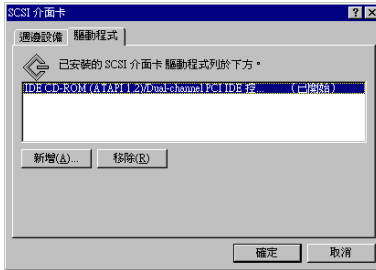 SCSI 介面卡
週邊設備 驅動程式
已安裝的 SCSI 介面卡 驅動程式列於下方。
IDE CD-ROM (ATAPI 1.2)/Dual-channel PCI IDE 控... (已開始)
新增(A)... 移除(R)
確定 取消